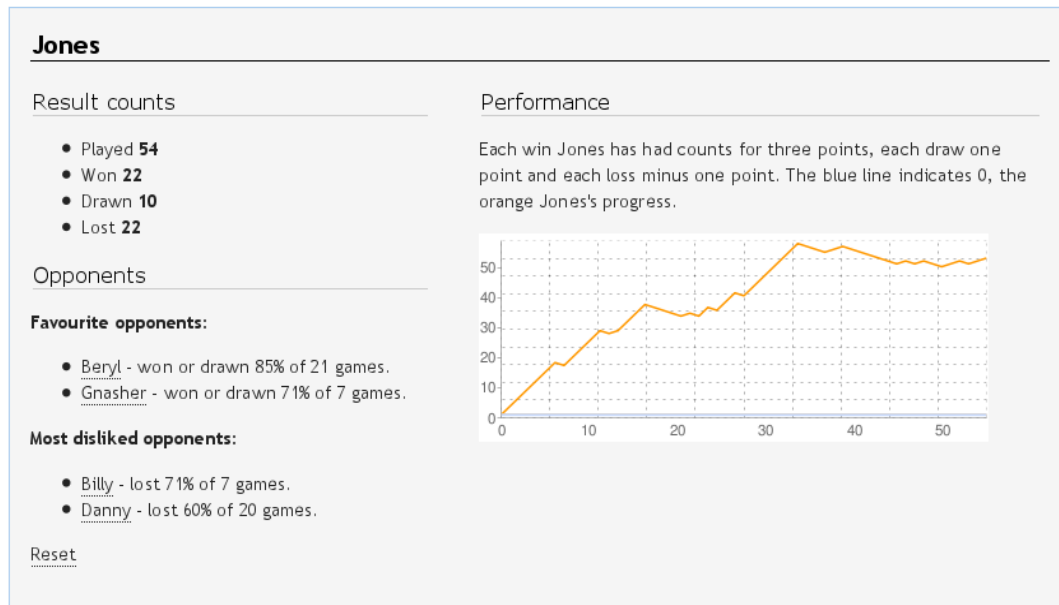 Jones
Result counts
• Played 54
• Won 22
• Drawn 10
• Lost 22
Opponents
Favourite opponents:
• Beryl - won or drawn 85% of 21 games.
• Gnasher - won or drawn 71% of 7 games.
Most disliked opponents:
• Billy - lost 71% of 7 games.
• Danny - lost 60% of 20 games.
Reset
Performance
Each win Jones has had counts for three points, each draw one
point and each loss minus one point. The blue line indicates 0, the
orange Jones's progress.
50
40
30
20
10
0
0 10 20 30 40 50